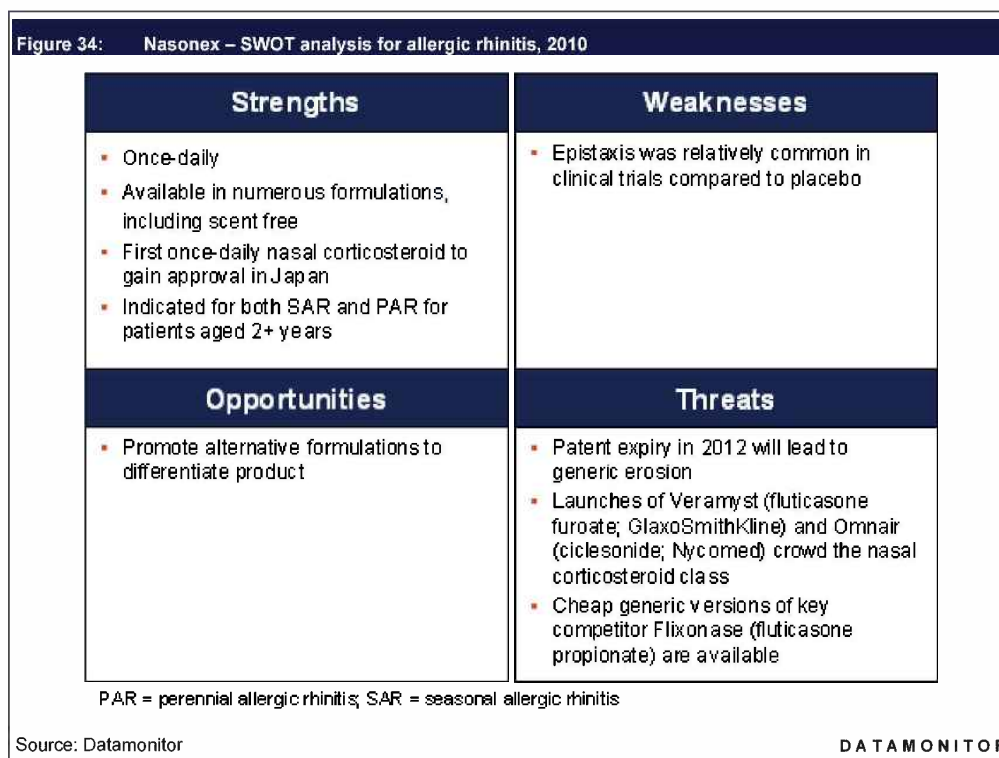 Figure 34: Nasonex – SWOT analysis for allergic rhinitis, 2010
Strengths
▪ Once-daily
▪ Available in numerous formulations,
including scent free
▪ First once-daily nasal corticosteroid to
gain approval in Japan
▪ Indicated for both SAR and PAR for
patients aged 2+ years
Weaknesses
▪ Epistaxis was relatively common in
clinical trials compared to placebo
Opportunities
▪ Promote alternative formulations to
differentiate product
Threats
▪ Patent expiry in 2012 will lead to
generic erosion
▪ Launches of Veramyst (fluticasone
furoate; GlaxoSmithKline) and Omnair
(ciclesonide; Nycomed) crowd the nasal
corticosteroid class
▪ Cheap generic versions of key
competitor Flixonase (fluticasone
propionate) are available
PAR = perennial allergic rhinitis; SAR = seasonal allergic rhinitis
Source: Datamonitor
DATAMONITOR